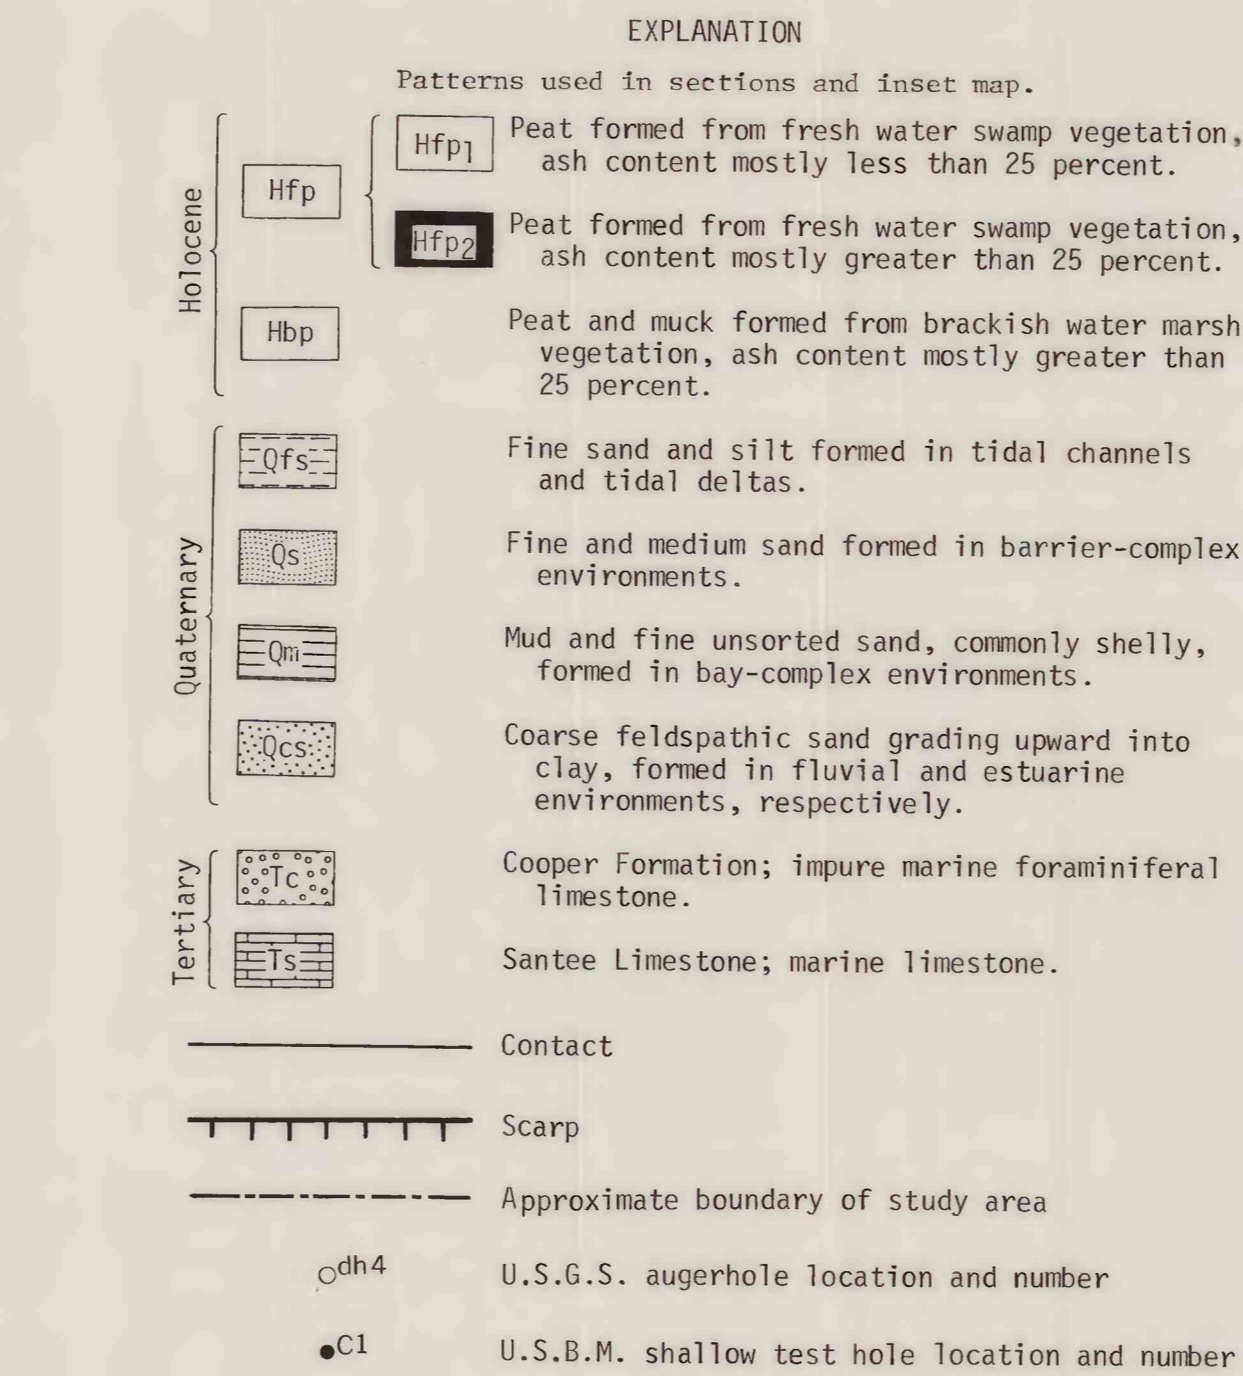 EXPLANATION
Patterns used in sections and inset map.
Holocene
Hfp
Hfp1
Peat formed from fresh water swamp vegetation,
ash content mostly less than 25 percent.
Hfp2
Peat formed from fresh water swamp vegetation,
ash content mostly greater than 25 percent.
Hbp
Peat and muck formed from brackish water marsh
vegetation, ash content mostly greater than
25 percent.
Quaternary
Qfs
Fine sand and silt formed in tidal channels
and tidal deltas.
Qs
Fine and medium sand formed in barrier-complex
environments.
Qm
Mud and fine unsorted sand, commonly shelly,
formed in bay-complex environments.
Qcs
Coarse feldspathic sand grading upward into
clay, formed in fluvial and estuarine
environments, respectively.
Tertiary
Tc
Cooper Formation; impure marine foraminiferal
limestone.
Ts
Santee Limestone; marine limestone.
Contact
Scarp
Approximate boundary of study area
dh4
U.S.G.S. augerhole location and number
C1
U.S.B.M. shallow test hole location and number